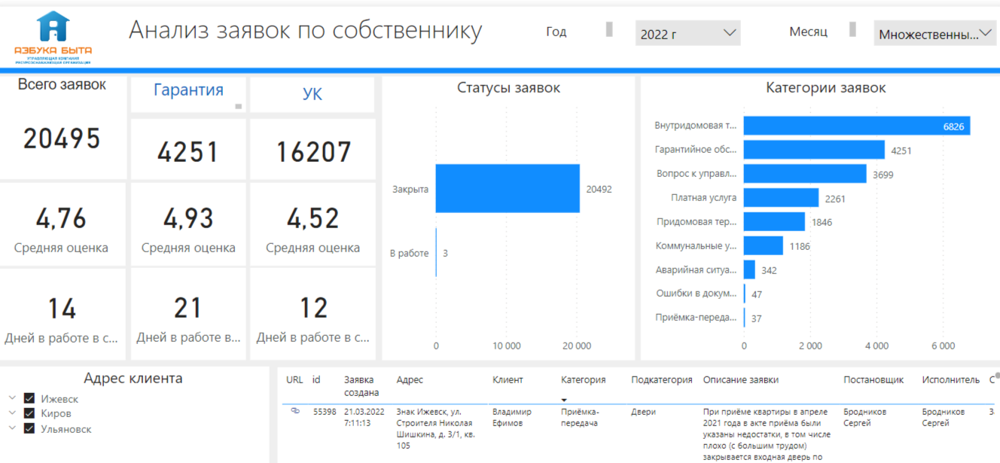 АЗБУКА БЫТА
УПРАВЛЯЮЩАЯ КОМПАНИЯ
РЕСУРСОСНАБЖАЮЩАЯ ОРГАНИЗАЦИЯ
Анализ заявок по собственнику
Год
2022 г
Месяц
Множественны...
Всего заявок
20495
4,76
Средняя оценка
14
Дней в работе в с...
Гарантия
4251
4,93
Средняя оценка
21
Дней в работе в...
УК
16207
4,52
Средняя оценка
12
Дней в работе в с...
Статусы заявок
Закрыта 20492
В работе 3
0 10 000 20 000
Категории заявок
Внутридомовая т... 6826
Гарантийное обс... 4251
Вопрос к управл... 3699
Платная услуга 2261
Придомовая тер... 1846
Коммунальные у... 1186
Аварийная ситуа... 342
Ошибки в докум... 47
Приёмка-переда... 37
0 2 000 4 000 6 000
Адрес клиента
Ижевск
Киров
Ульяновск
URL id Заявка создана Адрес Клиент Категория Подкатегория Описание заявки Постановщик Исполнитель С
55398
21.03.2022
7:11:13
Знак Ижевск, ул.
Строителя Николая
Шишкина, д. 3/1, кв.
105
Владимир
Ефимов
Приёмка-
передача
Двери
При приёме квартиры в апреле
2021 года в акте приёма были
указаны недостатки, в том числе
плохо (с большим трудом)
закрывается входная дверь по
Бродников
Сергей
Бродников
Сергей